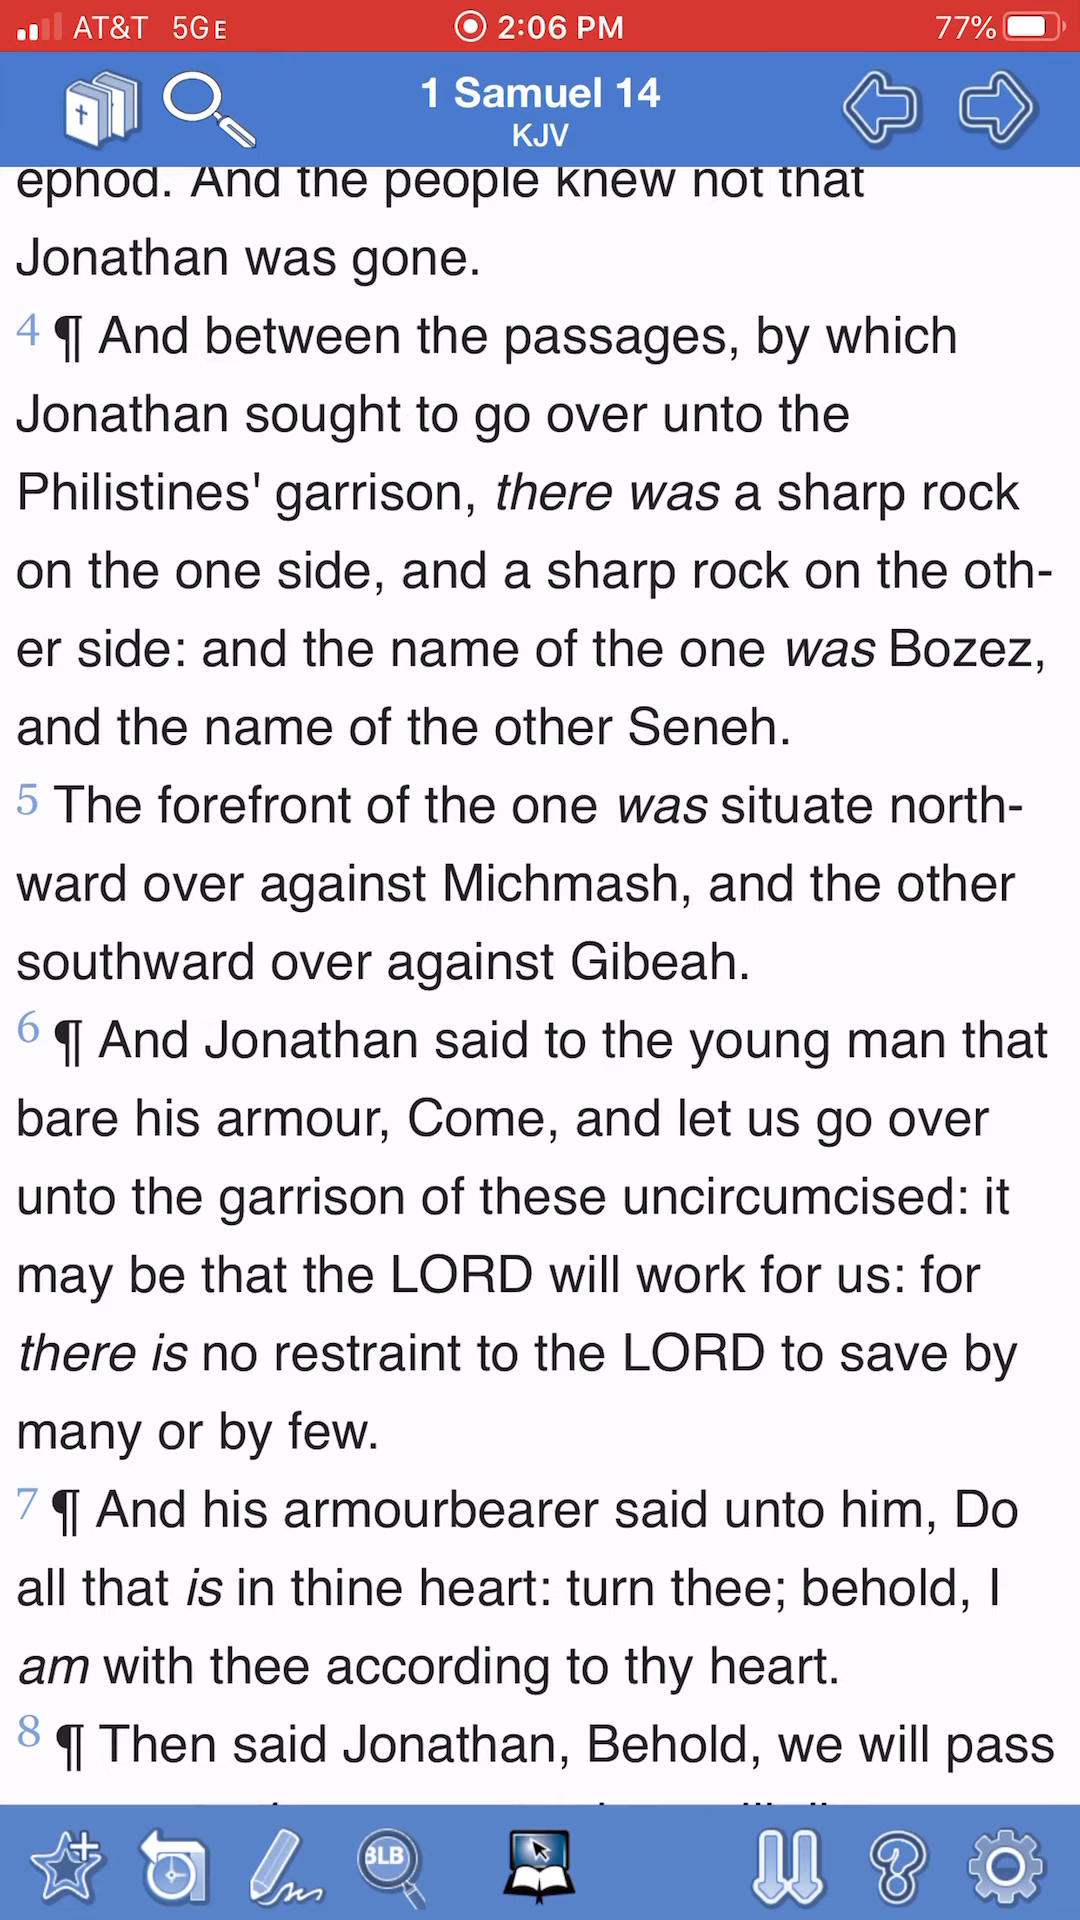 AT&T 5GE 2:06 PM 77%
1 Samuel 14
KJV
ephod. And the people knew not that
Jonathan was gone.
4 ¶ And between the passages, by which
Jonathan sought to go over unto the
Philistines' garrison, there was a sharp rock
on the one side, and a sharp rock on the oth-
er side: and the name of the one was Bozez,
and the name of the other Seneh.
5 The forefront of the one was situate north-
ward over against Michmash, and the other
southward over against Gibeah.
6 ¶ And Jonathan said to the young man that
bare his armour, Come, and let us go over
unto the garrison of these uncircumcised: it
may be that the LORD will work for us: for
there is no restraint to the LORD to save by
many or by few.
7 ¶ And his armourbearer said unto him, Do
all that is in thine heart: turn thee; behold, I
am with thee according to thy heart.
8 ¶ Then said Jonathan, Behold, we will pass
BLB